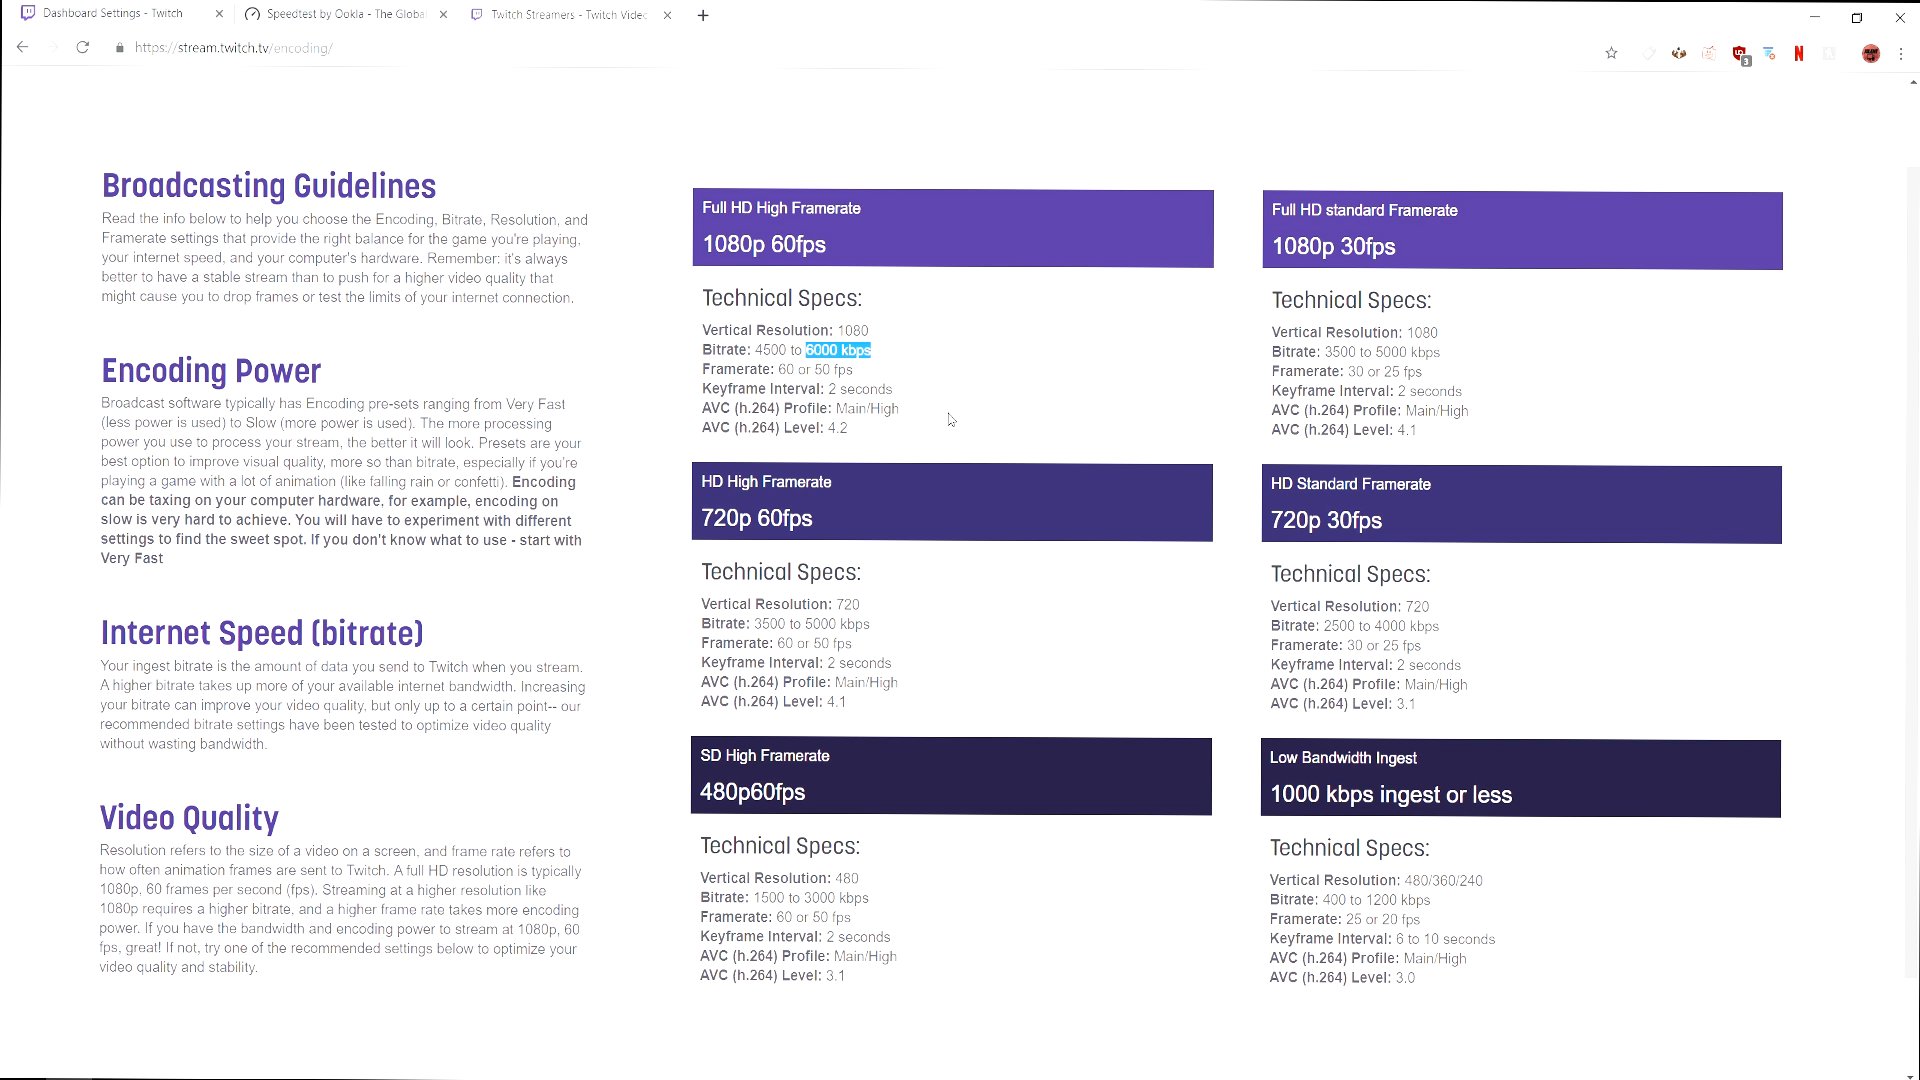 Dashboard Settings - Twitch
Speedtest by Ookla - The Globa
Twitch Streamers - Twitch Video
https://stream.twitch.tv/encoding/
3
N
Broadcasting Guidelines
Read the info below to help you choose the Encoding, Bitrate, Resolution, and
Framerate settings that provide the right balance for the game you're playing,
your internet speed, and your computer's hardware. Remember: it's always
better to have a stable stream than to push for a higher video quality that
might cause you to drop frames or test the limits of your internet connection.
Encoding Power
Broadcast software typically has Encoding pre-sets ranging from Very Fast
(less power is used) to Slow (more power is used). The more processing
power you use to process your stream, the better it will look. Presets are your
best option to improve visual quality, more so than bitrate, especially if you're
playing a game with a lot of animation (like falling rain or confetti). Encoding
can be taxing on your computer hardware, for example, encoding on
slow is very hard to achieve. You will have to experiment with different
settings to find the sweet spot. If you don't know what to use - start with
Very Fast
Internet Speed (bitrate)
Your ingest bitrate is the amount of data you send to Twitch when you stream.
A higher bitrate takes up more of your available internet bandwidth. Increasing
your bitrate can improve your video quality, but only up to a certain point-- our
recommended bitrate settings have been tested to optimize video quality
without wasting bandwidth.
Video Quality
Resolution refers to the size of a video on a screen, and frame rate refers to
how often animation frames are sent to Twitch. A full HD resolution is typically
1080p, 60 frames per second (fps). Streaming at a higher resolution like
1080p requires a higher bitrate, and a higher frame rate takes more encoding
power. If you have the bandwidth and encoding power to stream at 1080p, 60
fps, great! If not, try one of the recommended settings below to optimize your
video quality and stability.
Full HD High Framerate
1080p 60fps
Technical Specs:
Vertical Resolution: 1080
Bitrate: 4500 to 6000 kbps
Framerate: 60 or 50 fps
Keyframe Interval: 2 seconds
AVC (h.264) Profile: Main/High
AVC (h.264) Level: 4.2
Full HD standard Framerate
1080p 30fps
Technical Specs:
Vertical Resolution: 1080
Bitrate: 3500 to 5000 kbps
Framerate: 30 or 25 fps
Keyframe Interval: 2 seconds
AVC (h.264) Profile: Main/High
AVC (h.264) Level: 4.1
HD High Framerate
720p 60fps
Technical Specs:
Vertical Resolution: 720
Bitrate: 3500 to 5000 kbps
Framerate: 60 or 50 fps
Keyframe Interval: 2 seconds
AVC (h.264) Profile: Main/High
AVC (h.264) Level: 4.1
HD Standard Framerate
720p 30fps
Technical Specs:
Vertical Resolution: 720
Bitrate: 2500 to 4000 kbps
Framerate: 30 or 25 fps
Keyframe Interval: 2 seconds
AVC (h.264) Profile: Main/High
AVC (h.264) Level: 3.1
SD High Framerate
480p60fps
Technical Specs:
Vertical Resolution: 480
Bitrate: 1500 to 3000 kbps
Framerate: 60 or 50 fps
Keyframe Interval: 2 seconds
AVC (h.264) Profile: Main/High
AVC (h.264) Level: 3.1
Low Bandwidth Ingest
1000 kbps ingest or less
Technical Specs:
Vertical Resolution: 480/360/240
Bitrate: 400 to 1200 kbps
Framerate: 25 or 20 fps
Keyframe Interval: 6 to 10 seconds
AVC (h.264) Profile: Main/High
AVC (h.264) Level: 3.0